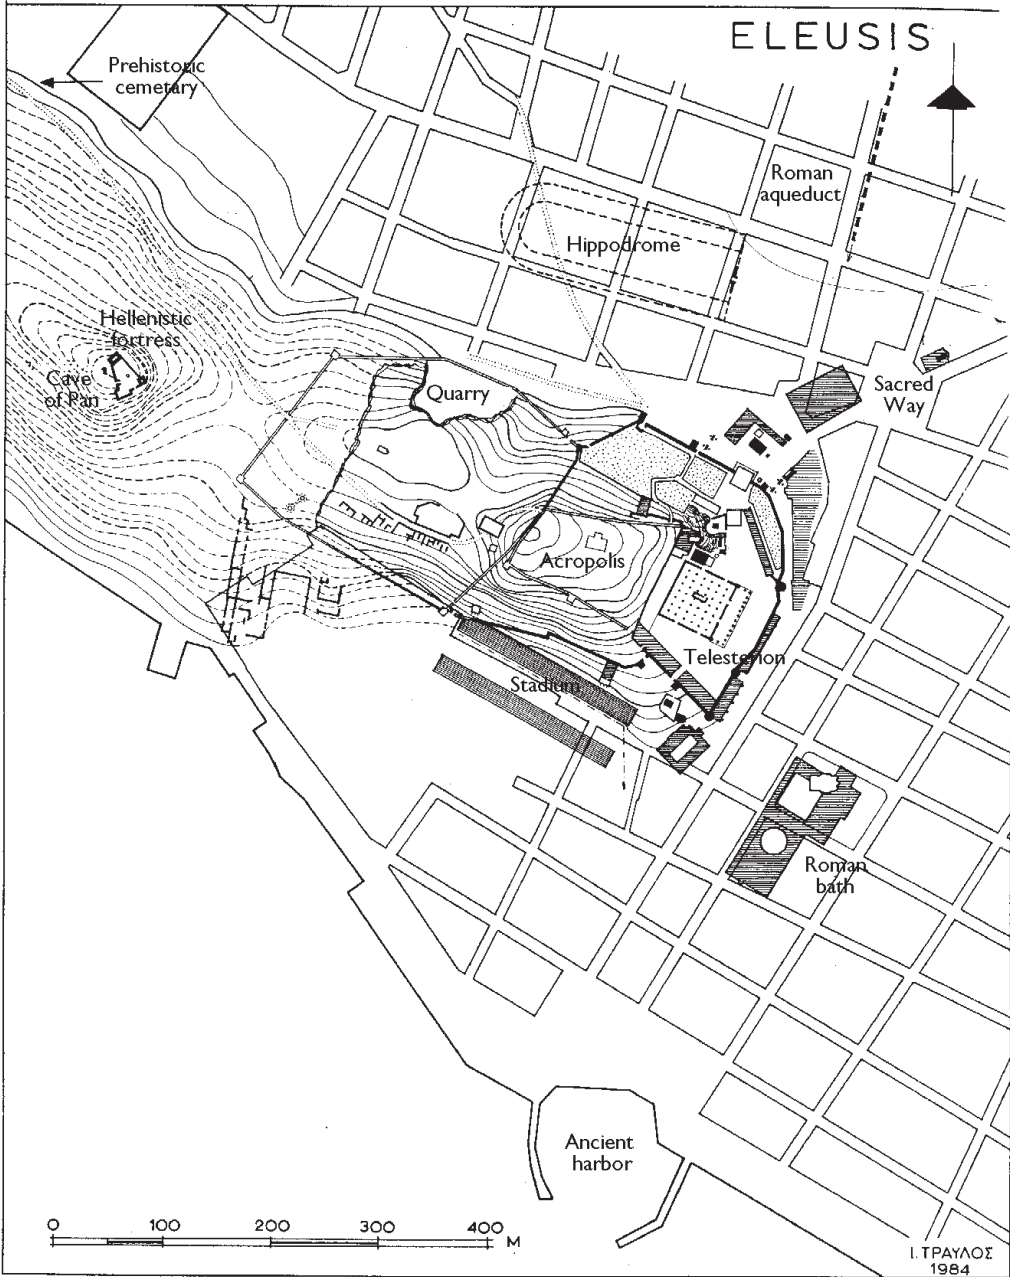 ELEUSIS
Prehistoric
cemetery
Roman
aqueduct
Hippodrome
Hellenistic
fortress
Cave
of Pan
Quarry
Sacred
Way
Acropolis
Telesterion
Stadium
Roman
bath
Ancient
harbor
0 100 200 300 400 M
Ι. ΤΡΑΥΛΟΣ
1984